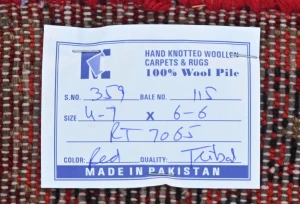 TC
HAND KNOTTED WOOLLEN
CARPETS & RUGS
100% Wool Pile
S.NO. 359 BALE NO. 115
SIZE 4-7 x 6-6
RT 7065
COLOR: Red QUALITY: Tribal
MADE IN PAKISTAN